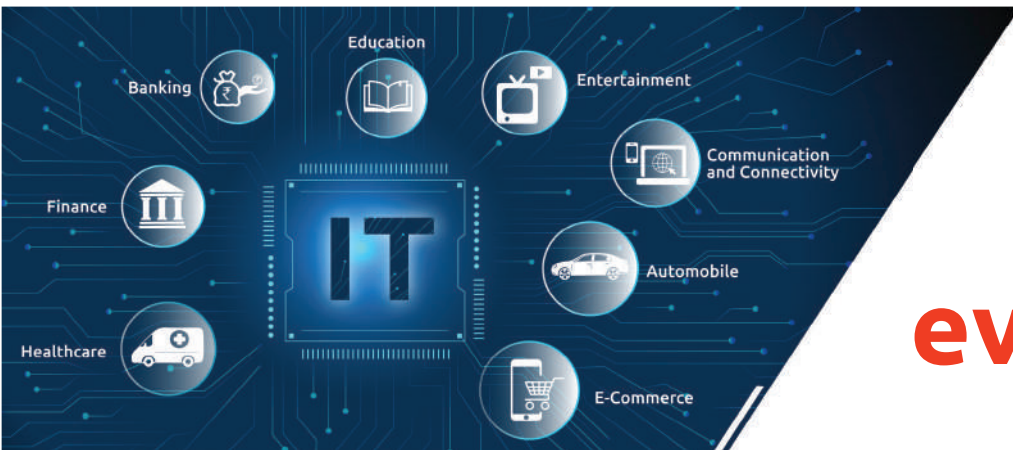 Education
Banking
Entertainment
Communication
and Connectivity
Finance
IT
Automobile
ev
Healthcare
E-Commerce